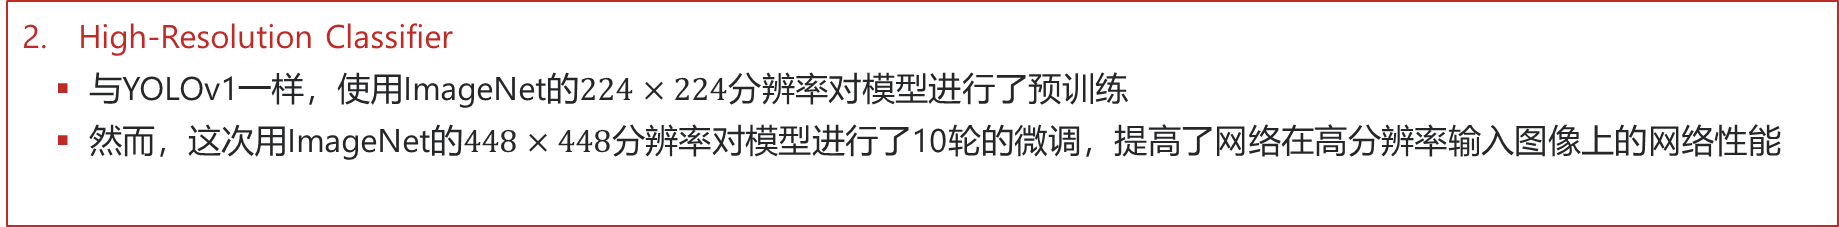 2. High-Resolution Classifier
▪ 与YOLOv1一样，使用ImageNet的224 × 224分辨率对模型进行了预训练
▪ 然而，这次用ImageNet的448 × 448分辨率对模型进行了10轮的微调，提高了网络在高分辨率输入图像上的网络性能